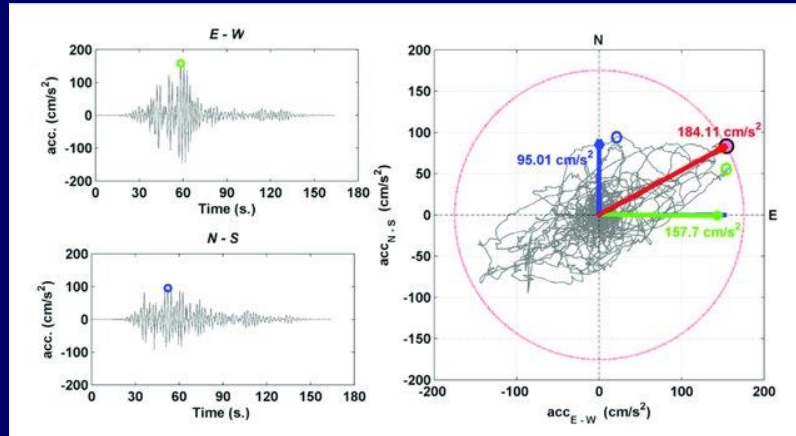 E - W
acc. (cm/s²)
200
100
0
-100
-200
0 30 60 90 120 150 180
Time (s.)
N - S
acc. (cm/s²)
200
100
0
-100
-200
0 30 60 90 120 150 180
Time (s.)
N
acc N - S (cm/s²)
200
150
100
50
0
-50
-100
-150
-200
184.11 cm/s²
95.01 cm/s²
E
157.7 cm/s²
-200 -100 0 100 200
acc E - W (cm/s²)